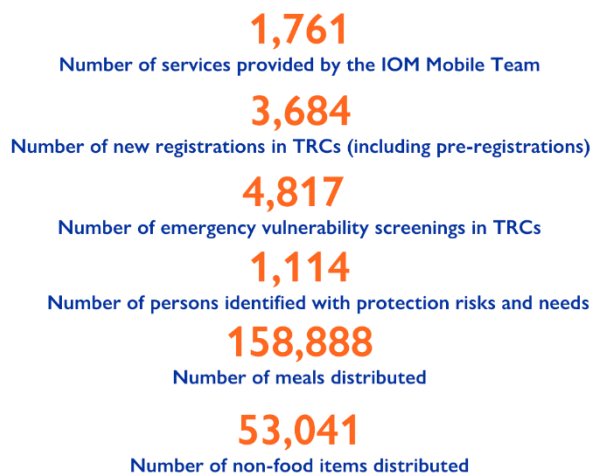 1,761
Number of services provided by the IOM Mobile Team
3,684
Number of new registrations in TRCs (including pre-registrations)
4,817
Number of emergency vulnerability screenings in TRCs
1,114
Number of persons identified with protection risks and needs
158,888
Number of meals distributed
53,041
Number of non-food items distributed